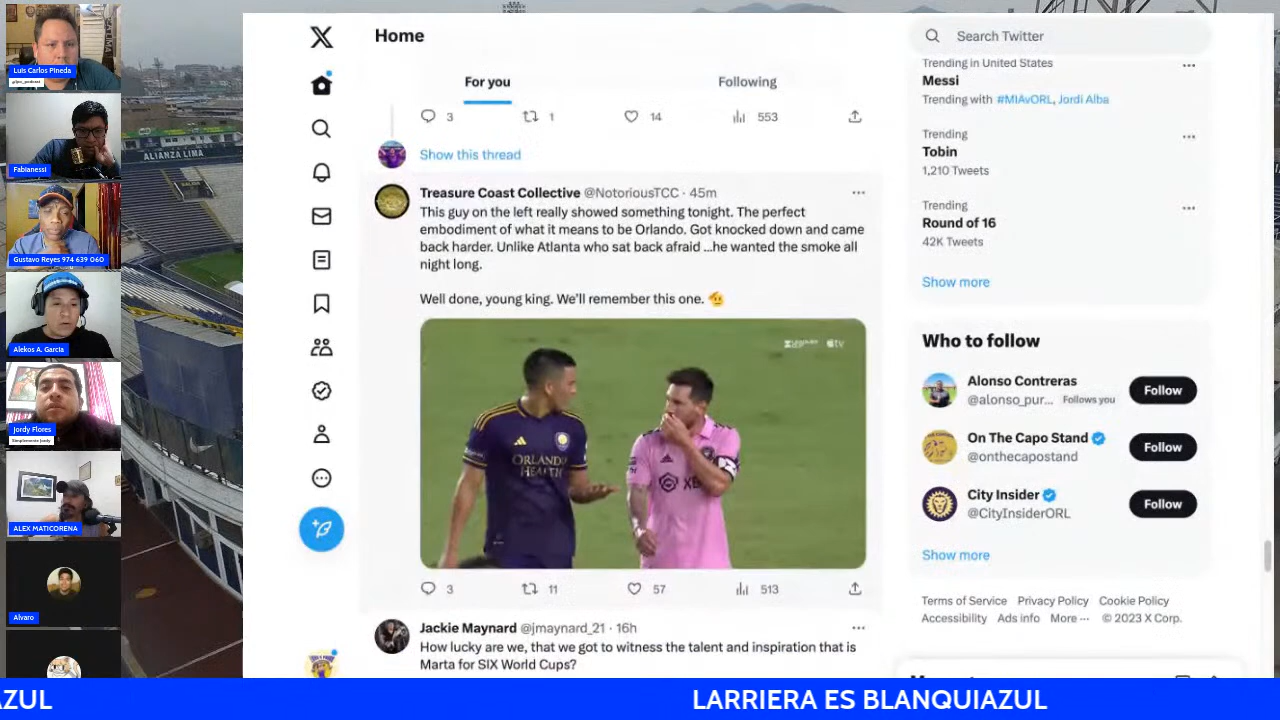 Luis Carlos Pineda
Fabianessi
Gustavo Reyes 974 639 060
Alekos A. Garcia
Jordy Flores
Simplemente Jordy
ALEX MATICORENA
Alvaro
ALIANZA LIMA
Home
For you
Following
3
1
14
553
Show this thread
Treasure Coast Collective @NotoriousTCC · 45m
This guy on the left really showed something tonight. The perfect
embodiment of what it means to be Orlando. Got knocked down and came
back harder. Unlike Atlanta who sat back afraid ...he wanted the smoke all
night long.
Well done, young king. We'll remember this one. 🫡
tv
ORLANDO
HEALTH
3
11
57
513
Jackie Maynard @jmaynard_21 · 16h
How lucky are we, that we got to witness the talent and inspiration that is
Marta for SIX World Cups?
Search Twitter
Trending in United States
Messi
Trending with #MIAvORL, Jordi Alba
Trending
Tobin
1,210 Tweets
Trending
Round of 16
42K Tweets
Show more
Who to follow
Alonso Contreras
@alonso_pur... Follows you
Follow
On The Capo Stand
@onthecapostand
Follow
City Insider
@CityInsiderORL
Follow
Show more
Terms of Service Privacy Policy Cookie Policy
Accessibility Ads info More ··· © 2023 X Corp.
AZUL
LARRIERA ES BLANQUIAZUL